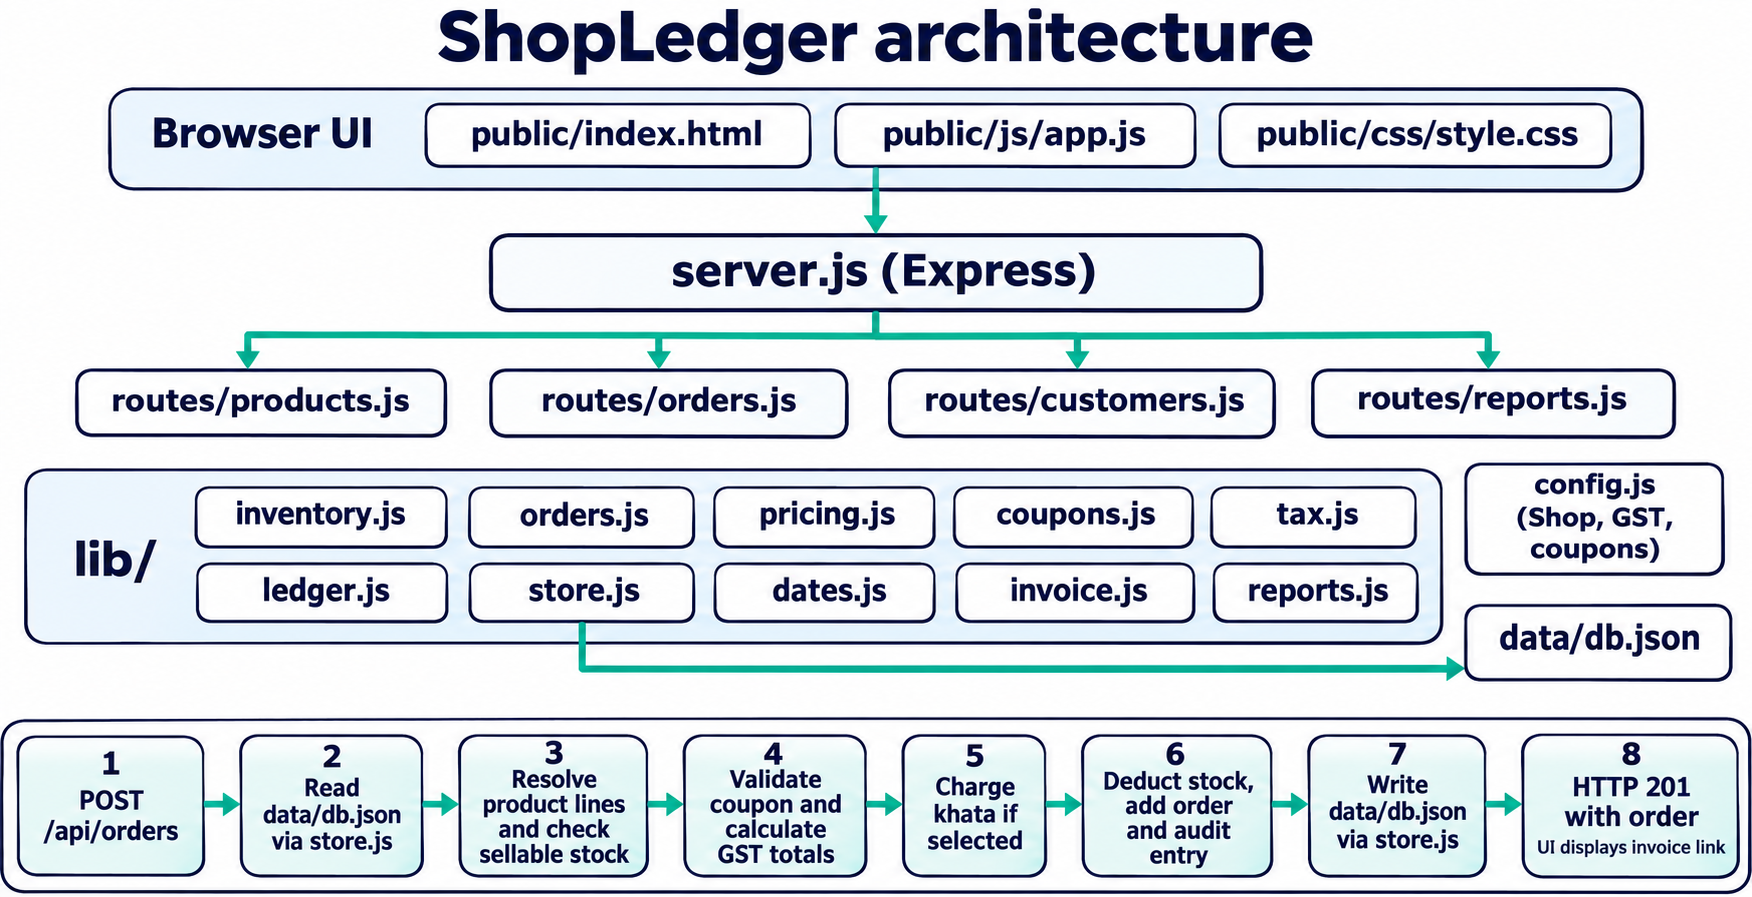 ShopLedger architecture
Browser UI
public/index.html
public/js/app.js
public/css/style.css
server.js (Express)
routes/products.js
routes/orders.js
routes/customers.js
routes/reports.js
lib/
inventory.js
orders.js
pricing.js
coupons.js
tax.js
ledger.js
store.js
dates.js
invoice.js
reports.js
config.js
(Shop, GST,
coupons)
data/db.json
1
POST
/api/orders
2
Read
data/db.json
via store.js
3
Resolve
product lines
and check
sellable stock
4
Validate
coupon and
calculate
GST totals
5
Charge
khata if
selected
6
Deduct stock,
add order
and audit
entry
7
Write
data/db.json
via store.js
8
HTTP 201
with order
UI displays invoice link